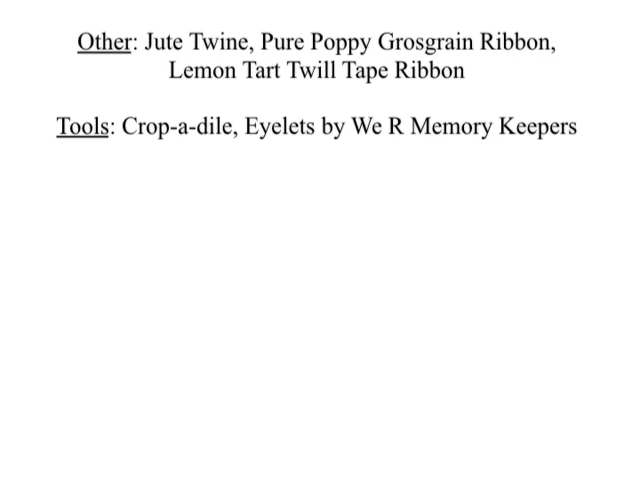 Other: Jute Twine, Pure Poppy Grosgrain Ribbon,
Lemon Tart Twill Tape Ribbon
Tools: Crop-a-dile, Eyelets by We R Memory Keepers